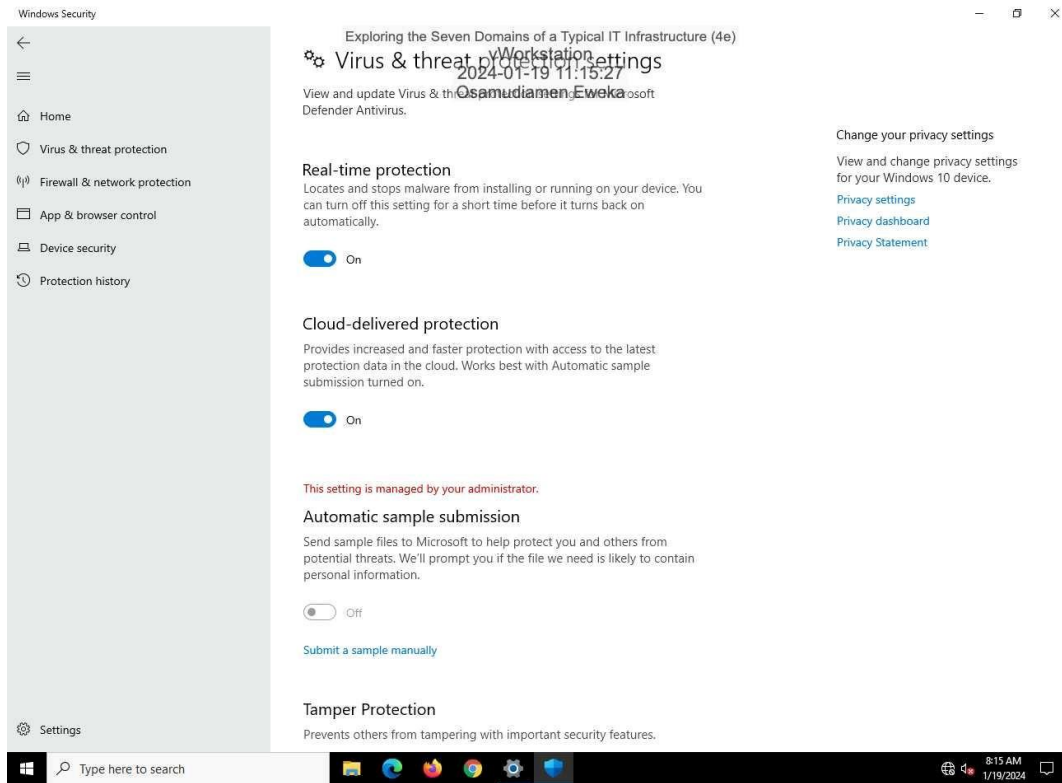 Windows Security
Exploring the Seven Domains of a Typical IT Infrastructure (4e)
vWorkstation
2024-01-19 11:15:27
Osamudiamen Eweka
Home
Virus & threat protection
Firewall & network protection
App & browser control
Device security
Protection history
Settings
Virus & threat protection settings
View and update Virus & threat protection settings for Microsoft
Defender Antivirus.
Real-time protection
Locates and stops malware from installing or running on your device. You
can turn off this setting for a short time before it turns back on
automatically.
On
Cloud-delivered protection
Provides increased and faster protection with access to the latest
protection data in the cloud. Works best with Automatic sample
submission turned on.
On
This setting is managed by your administrator.
Automatic sample submission
Send sample files to Microsoft to help protect you and others from
potential threats. We'll prompt you if the file we need is likely to contain
personal information.
Off
Submit a sample manually
Tamper Protection
Prevents others from tampering with important security features.
Change your privacy settings
View and change privacy settings
for your Windows 10 device.
Privacy settings
Privacy dashboard
Privacy Statement
Type here to search
8:15 AM
1/19/2024